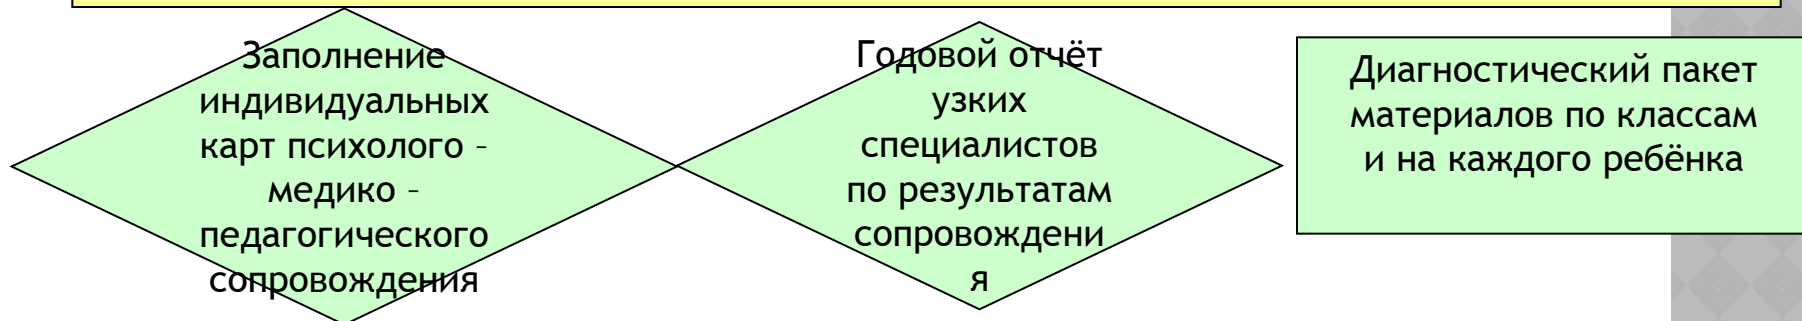 Заполнение
индивидуальных
карт психолого –
медико –
педагогического
сопровождения
Годовой отчёт
узких
специалистов
по результатам
сопровождени
я
Диагностический пакет
материалов по классам
и на каждого ребёнка